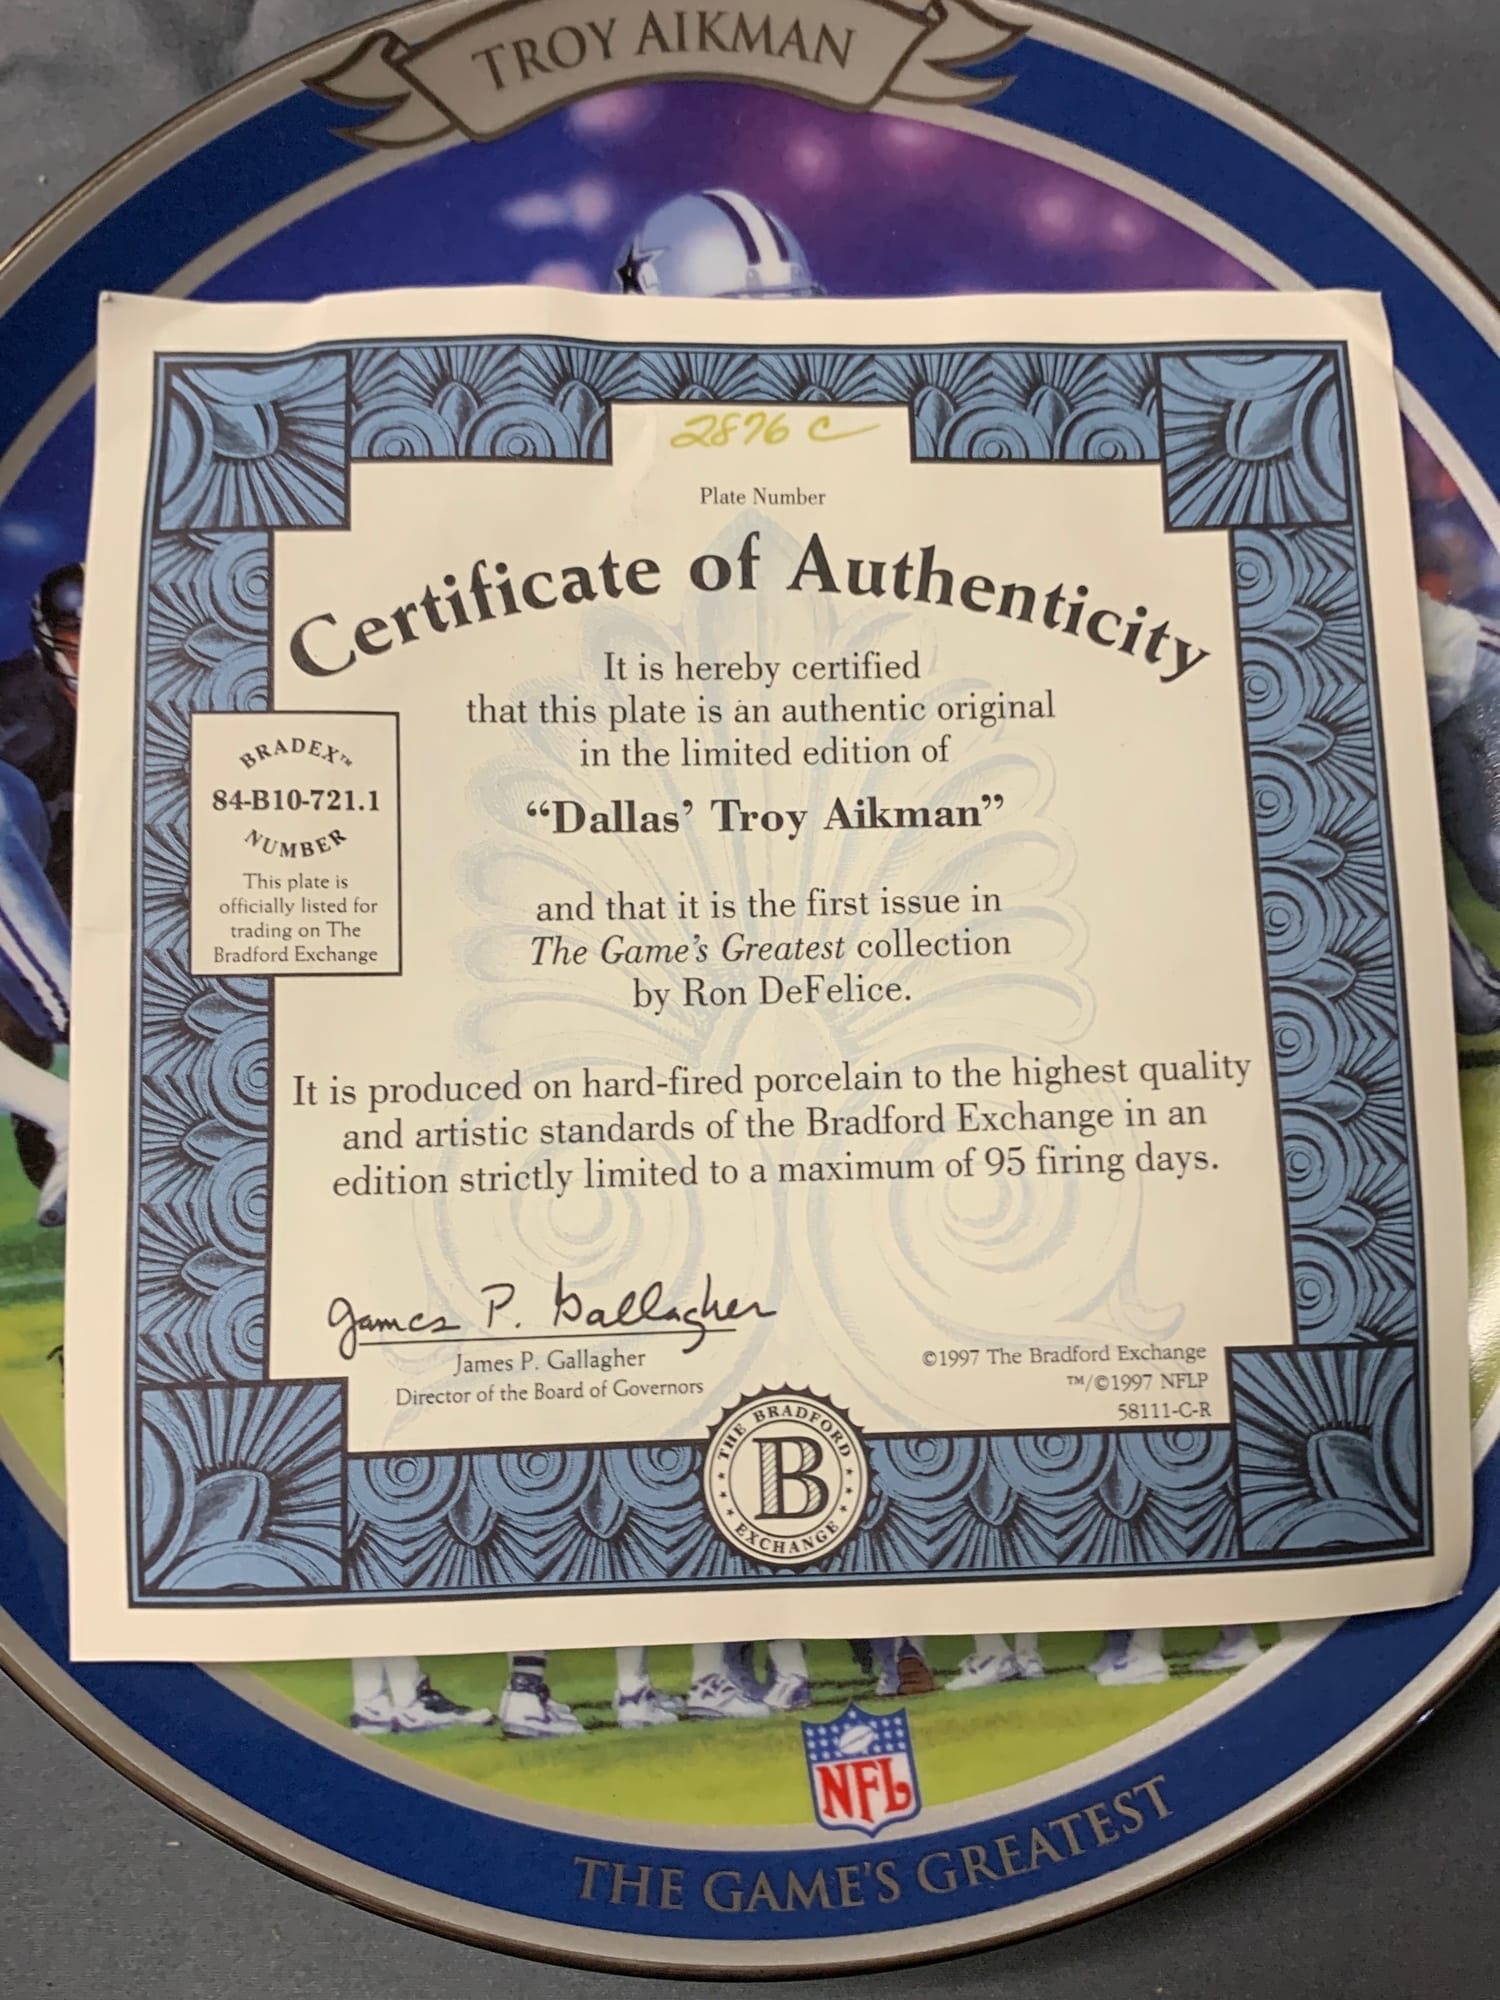 TROY AIKMAN
2876 C
Plate Number
Certificate of Authenticity
It is hereby certified
that this plate is an authentic original
in the limited edition of
“Dallas’ Troy Aikman”
and that it is the first issue in
The Game’s Greatest collection
by Ron DeFelice.
BRADEX™
84-B10-721.1
NUMBER
This plate is
officially listed for
trading on The
Bradford Exchange
It is produced on hard-fired porcelain to the highest quality
and artistic standards of the Bradford Exchange in an
edition strictly limited to a maximum of 95 firing days.
James P. Gallagher
James P. Gallagher
Director of the Board of Governors
©1997 The Bradford Exchange
™/©1997 NFLP
58111-C-R
THE BRADFORD
B
EXCHANGE
NFL
THE GAME'S GREATEST